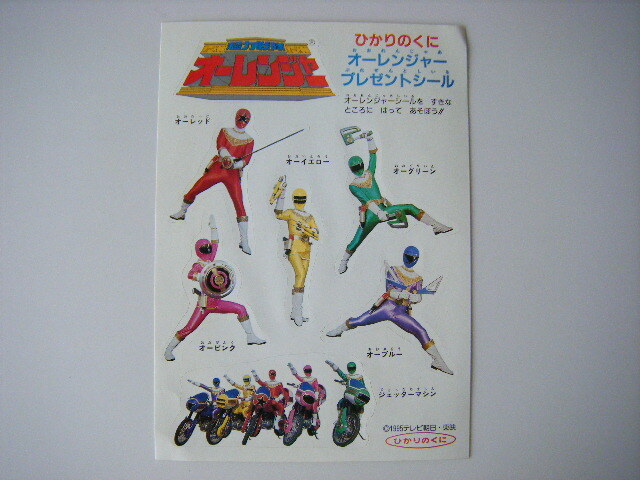 超力戦隊
オーレンジャー
ひかりのくに
オーレンジャー
プレゼントシール
オーレンジャーシールを すきな
ところに はって あそぼう!!
オーレッド
オーイエロー
オーグリーン
オーピンク
オーブルー
ジェッターマシン
©1995テレビ朝日・東映
ひかりのくに